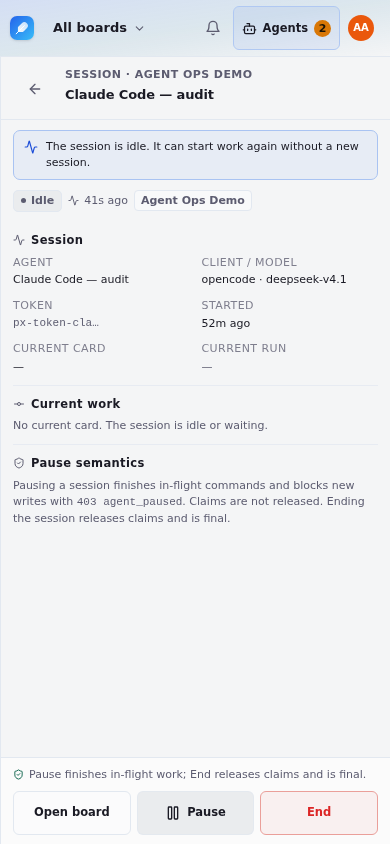 All boards
Agents 2
AA
SESSION · AGENT OPS DEMO
Claude Code — audit
The session is idle. It can start work again without a new
session.
Idle 41s ago Agent Ops Demo
Session
AGENT CLIENT / MODEL
Claude Code — audit opencode · deepseek-v4.1
TOKEN STARTED
px-token-cla… 52m ago
CURRENT CARD CURRENT RUN
— —
Current work
No current card. The session is idle or waiting.
Pause semantics
Pausing a session finishes in-flight commands and blocks new
writes with 403 agent_paused. Claims are not released. Ending
the session releases claims and is final.
Pause finishes in-flight work; End releases claims and is final.
Open board Pause End